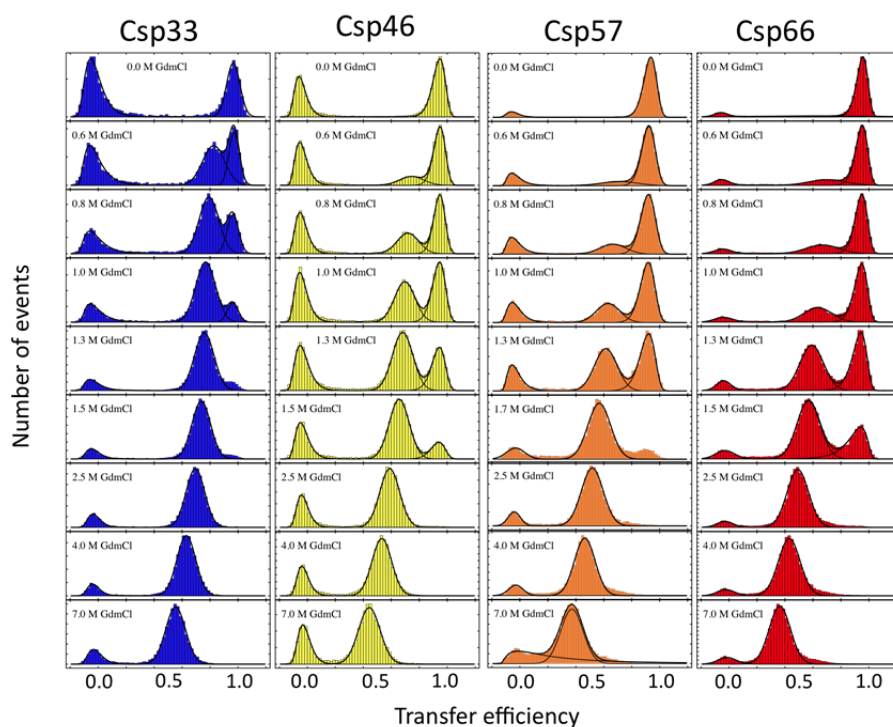 Csp33 Csp46 Csp57 Csp66
0.0 M GdmCl 0.0 M GdmCl 0.0 M GdmCl 0.0 M GdmCl
0.6 M GdmCl 0.6 M GdmCl 0.6 M GdmCl 0.6 M GdmCl
0.8 M GdmCl 0.8 M GdmCl 0.8 M GdmCl 0.8 M GdmCl
1.0 M GdmCl 1.0 M GdmCl 1.0 M GdmCl 1.0 M GdmCl
1.3 M GdmCl 1.3 M GdmCl 1.3 M GdmCl 1.3 M GdmCl
1.5 M GdmCl 1.5 M GdmCl 1.7 M GdmCl 1.5 M GdmCl
2.5 M GdmCl 2.5 M GdmCl 2.5 M GdmCl 2.5 M GdmCl
4.0 M GdmCl 4.0 M GdmCl 4.0 M GdmCl 4.0 M GdmCl
7.0 M GdmCl 7.0 M GdmCl 7.0 M GdmCl 7.0 M GdmCl
0.0 0.5 1.0 0.0 0.5 1.0 0.0 0.5 1.0 0.0 0.5 1.0
Number of events
Transfer efficiency